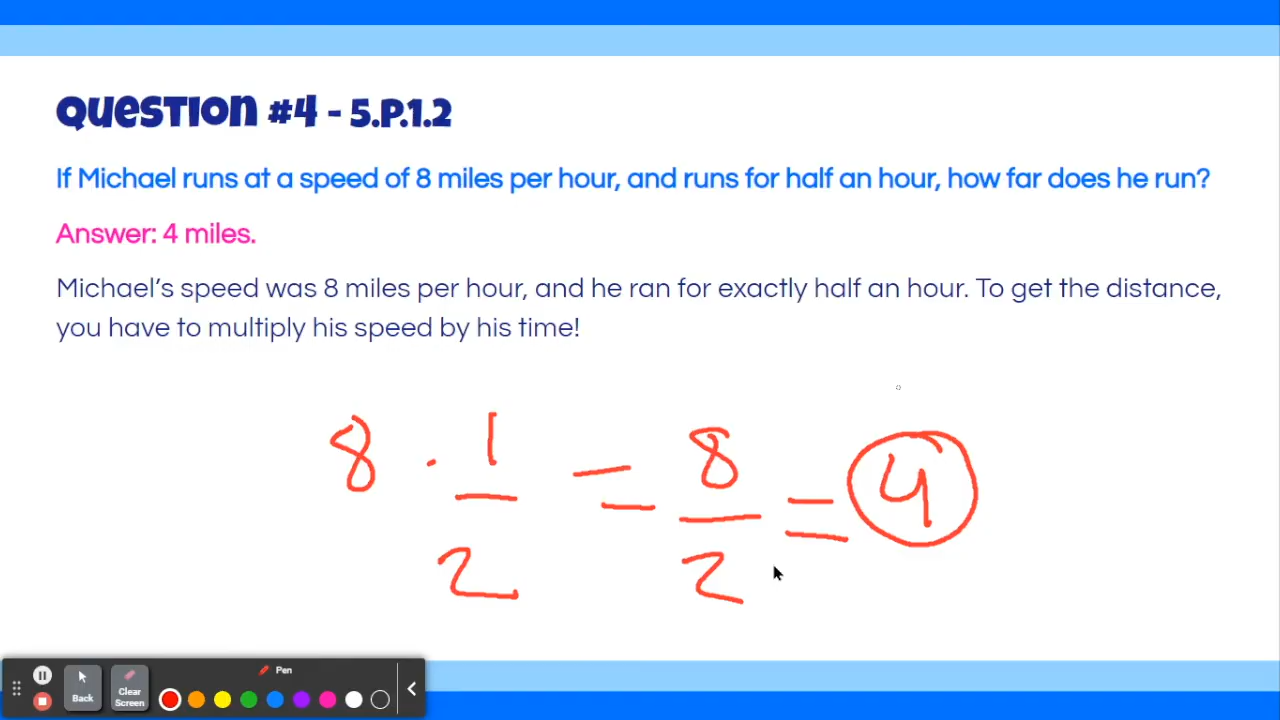 Question #4 - 5.P.1.2
If Michael runs at a speed of 8 miles per hour, and runs for half an hour, how far does he run?
Answer: 4 miles.
Michael's speed was 8 miles per hour, and he ran for exactly half an hour. To get the distance,
you have to multiply his speed by his time!
8 · 1/2 = 8/2 = 4
Pen
Back
Clear
Screen